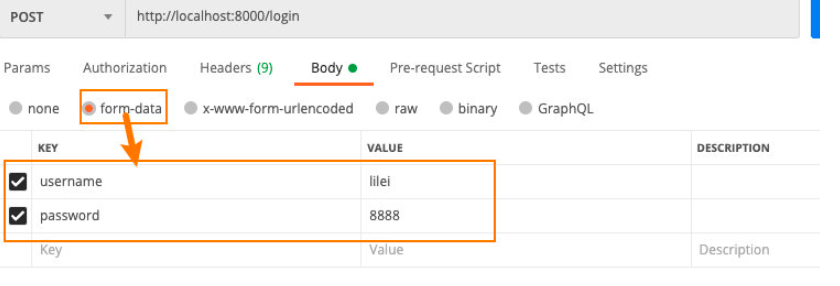 POST http://localhost:8000/login
Params Authorization Headers (9) Body Pre-request Script Tests Settings
none form-data x-www-form-urlencoded raw binary GraphQL
KEY VALUE DESCRIPTION
username lilei
password 8888
Key Value Description